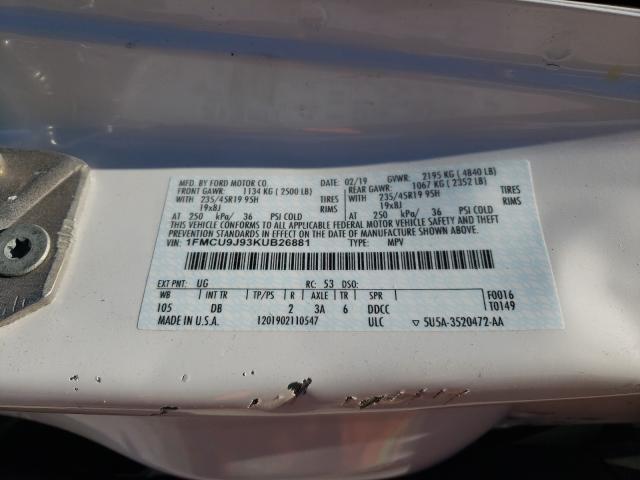 MFD. BY FORD MOTOR CO. 02/19 GVWR: 2195 KG ( 4840 LB)
FRONT GAWR: 1134 KG ( 2500 LB) REAR GAWR: 1067 KG ( 2352 LB)
WITH 235/45R19 95H TIRES WITH 235/45R19 95H TIRES
19x8J RIMS 19x8J RIMS
AT 250 kPa/ 36 PSI COLD AT 250 kPa/ 36 PSI COLD
THIS VEHICLE CONFORMS TO ALL APPLICABLE FEDERAL MOTOR VEHICLE SAFETY AND
THEFT PREVENTION STANDARDS IN EFFECT ON THE DATE OF MANUFACTURE SHOWN ABOVE.
VIN: 1FMCU9J93KUB26881 TYPE: MPV
EXT PNT: UG RC: 53 DSO:
WB INT TR TP/PS R AXLE TR SPR F0016
105 DB 2 3A 6 DDCC T0149
MADE IN U.S.A. 1201902110547 ULC ▽ 5U5A-3520472-AA